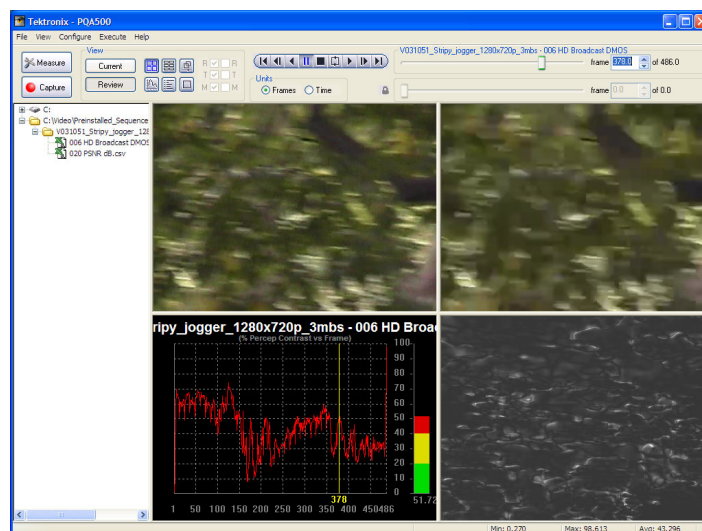 Tektronix - PQA500
File View Configure Execute Help
Measure
Capture
View
Current
Review
R R
T T
M M
Units
Frames Time
V031051_Stripy_jogger_1280x720p_3mbs - 006 HD Broadcast DMOS
frame 378.0 of 486.0
frame 0.0 of 0.0
C:
C:\Video\Preinstalled_Sequence
V031051_Stripy_jogger_128
006 HD Broadcast DMOS
020 PSNR dB.csv
ripy_jogger_1280x720p_3mbs - 006 HD Broa
(% Percep Contrast vs Frame)
100
90
80
70
60
50
40
30
20
10
0
378
51.72
1 50 100 150 200 250 300 350 400 450486
Min: 0.270 Max: 98.613 Avg: 43.296